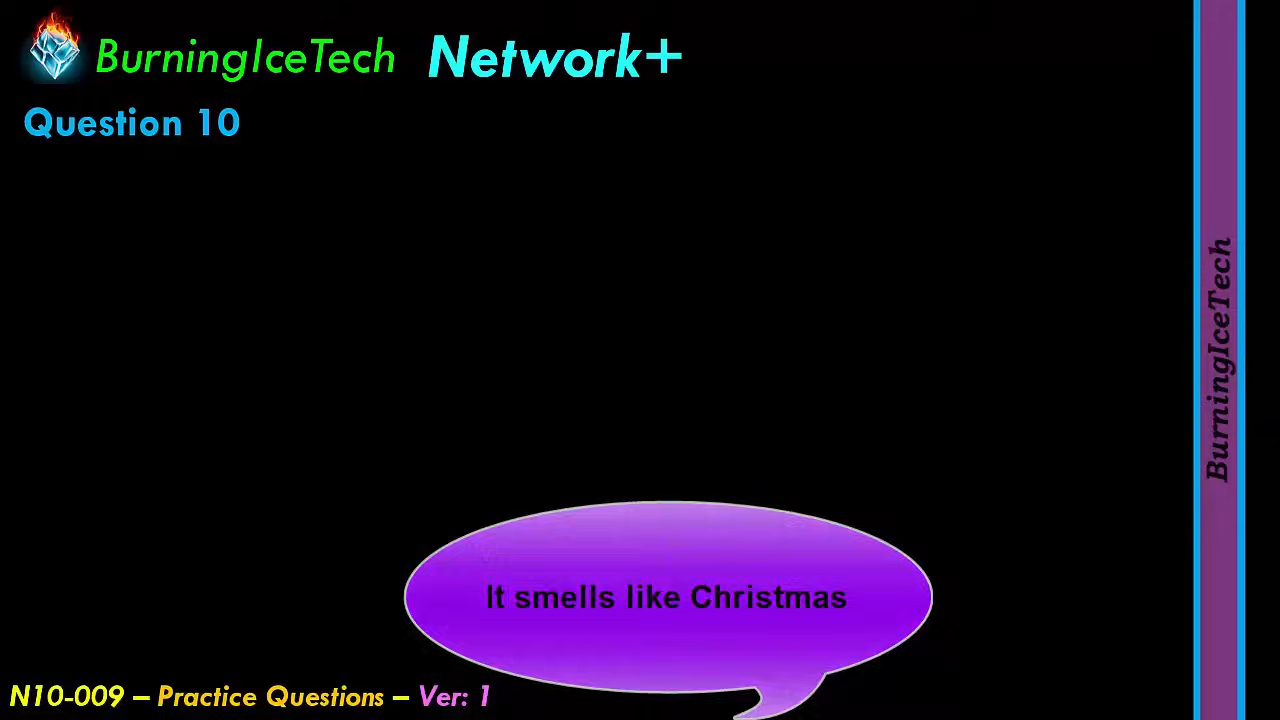 BurningIceTech Network+
Question 10
It smells like Christmas
N10-009 – Practice Questions – Ver: 1
BurningIceTech